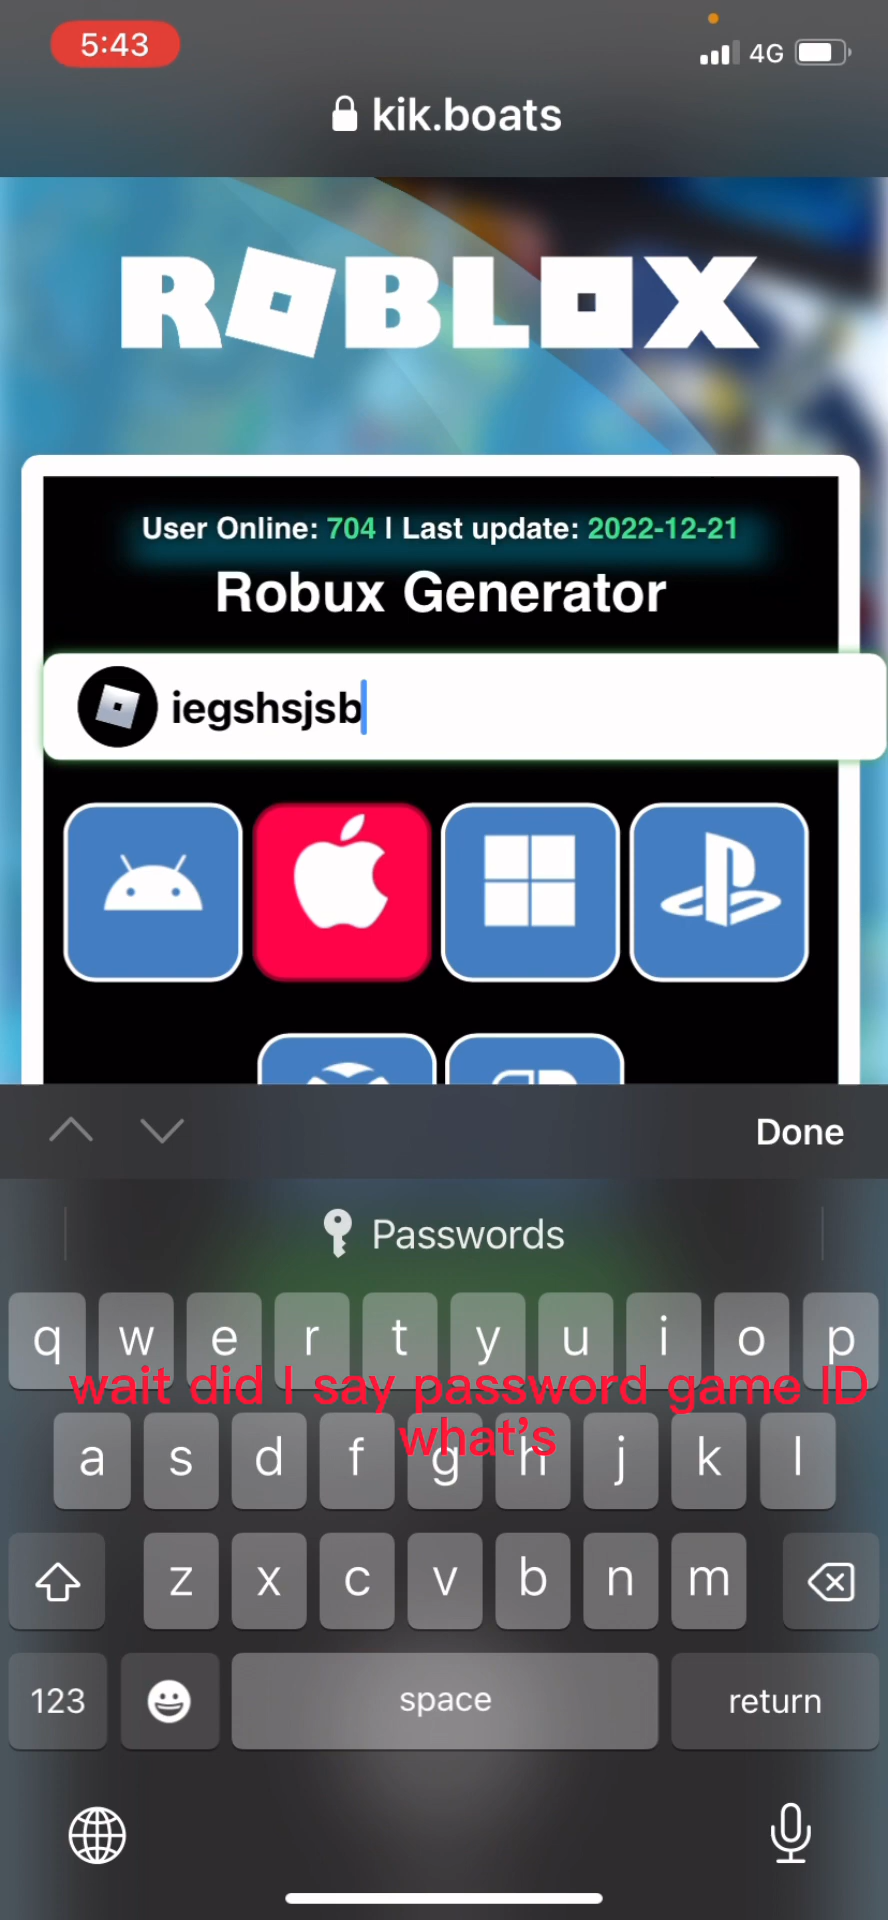 5:43
4G
kik.boats
ROBLOX
User Online: 704 | Last update: 2022-12-21
Robux Generator
iegshsjsb
Done
Passwords
q w e r t y u i o p
wait did I say password game ID
what's
a s d f g h j k l
z x c v b n m
123 space return